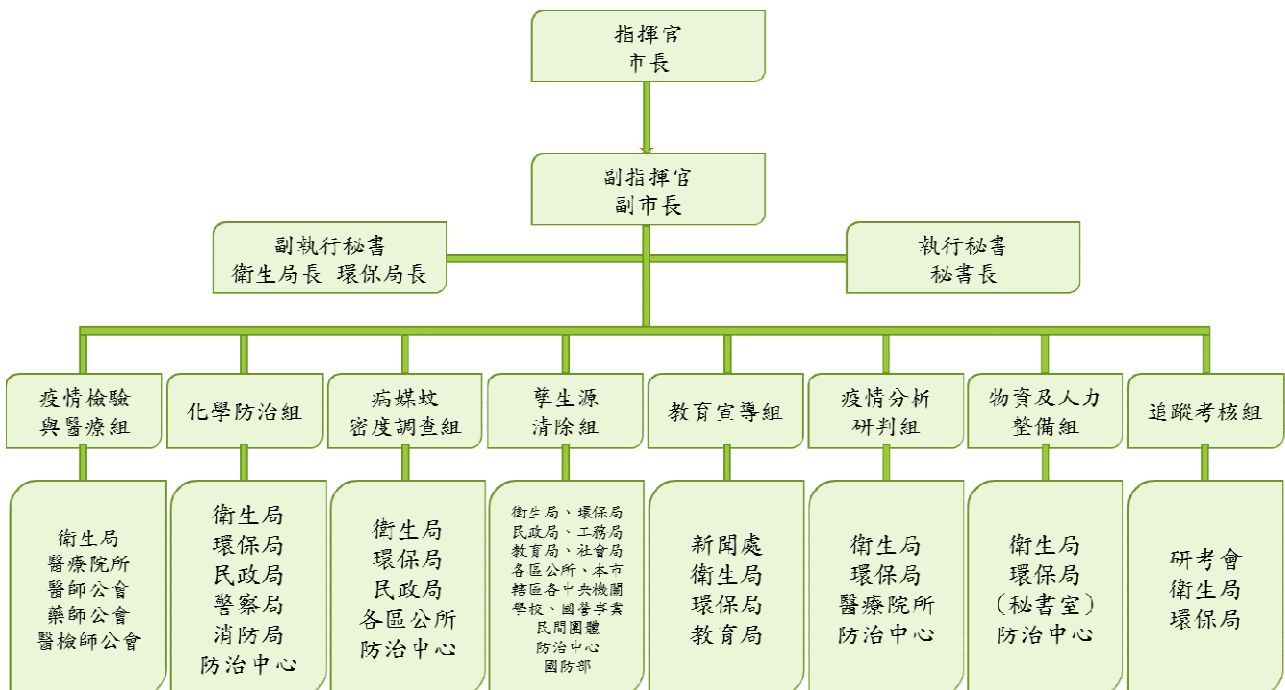 指揮官
市長
副指揮官
副市長
副執行秘書
衛生局長 環保局長
執行秘書
秘書長
疫情檢驗
與醫療組
化學防治組
病媒蚊
密度調查組
孳生源
清除組
教育宣導組
疫情分析
研判組
物資及人力
整備組
追蹤考核組
衛生局
醫療院所
醫師公會
藥師公會
醫檢師公會
衛生局
環保局
民政局
警察局
消防局
防治中心
衛生局
環保局
民政局
各區公所
防治中心
衛生局、環保局
民政局、工務局
教育局、社會局
各區公所、本市
轄區各中央機關
學校、國營事業
民間團體
防治中心
國防部
新聞處
衛生局
環保局
教育局
衛生局
環保局
醫療院所
防治中心
衛生局
環保局
（秘書室）
防治中心
研考會
衛生局
環保局